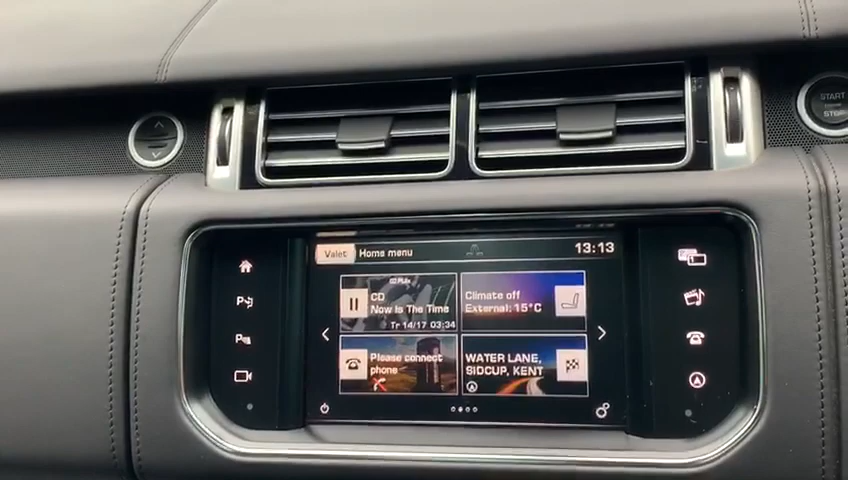 START
STOP
Valet
Home menu
13:13
CD
Now Is The Time
Tr 14/17 03:34
Climate off
External: 15°C
Please connect
phone
WATER LANE,
SIDCUP, KENT